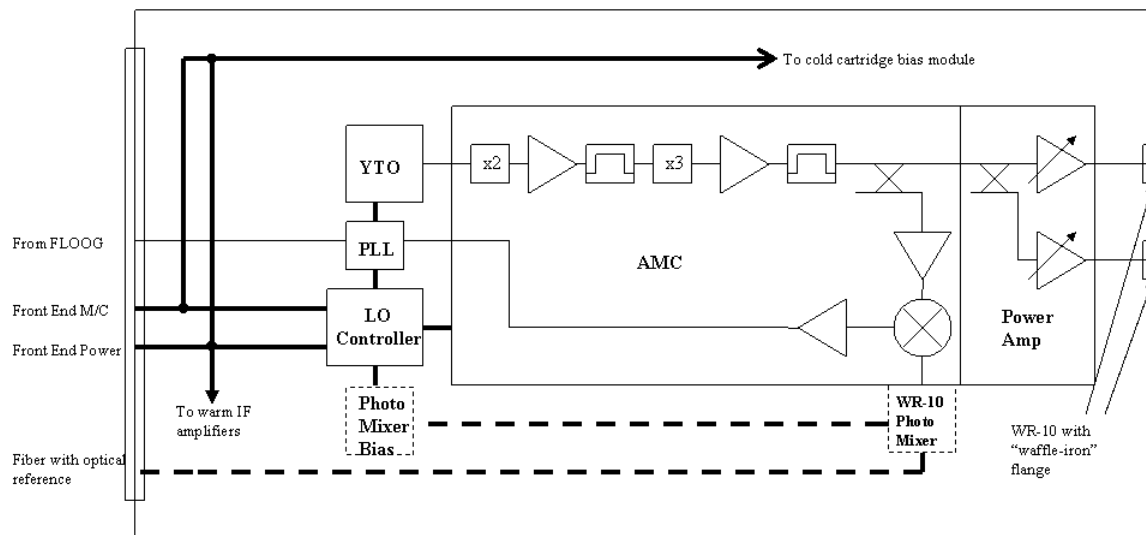 To cold cartridge bias module
YTO
x2
x3
From FLOOG
PLL
AMC
Front End M/C
LO
Controller
Front End Power
Power
Amp
To warm IF
amplifiers
Photo
Mixer
Bias
WR-10
Photo
Mixer
WR-10 with
“waffle-iron”
flange
Fiber with optical
reference